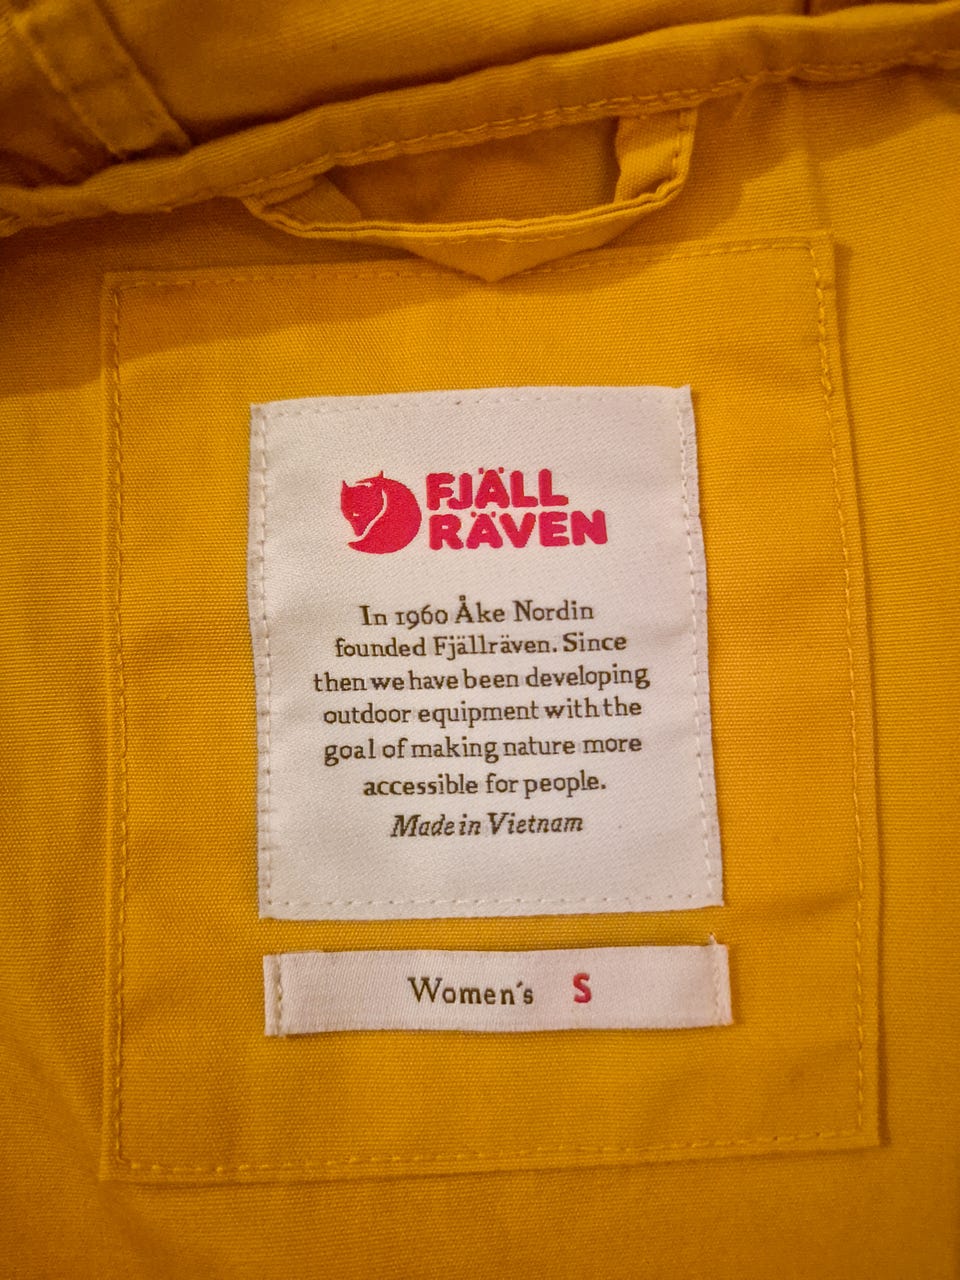 FJÄLL
RÄVEN
In 1960 Åke Nordin
founded Fjällräven. Since
then we have been developing
outdoor equipment with the
goal of making nature more
accessible for people.
Made in Vietnam
Women´s S